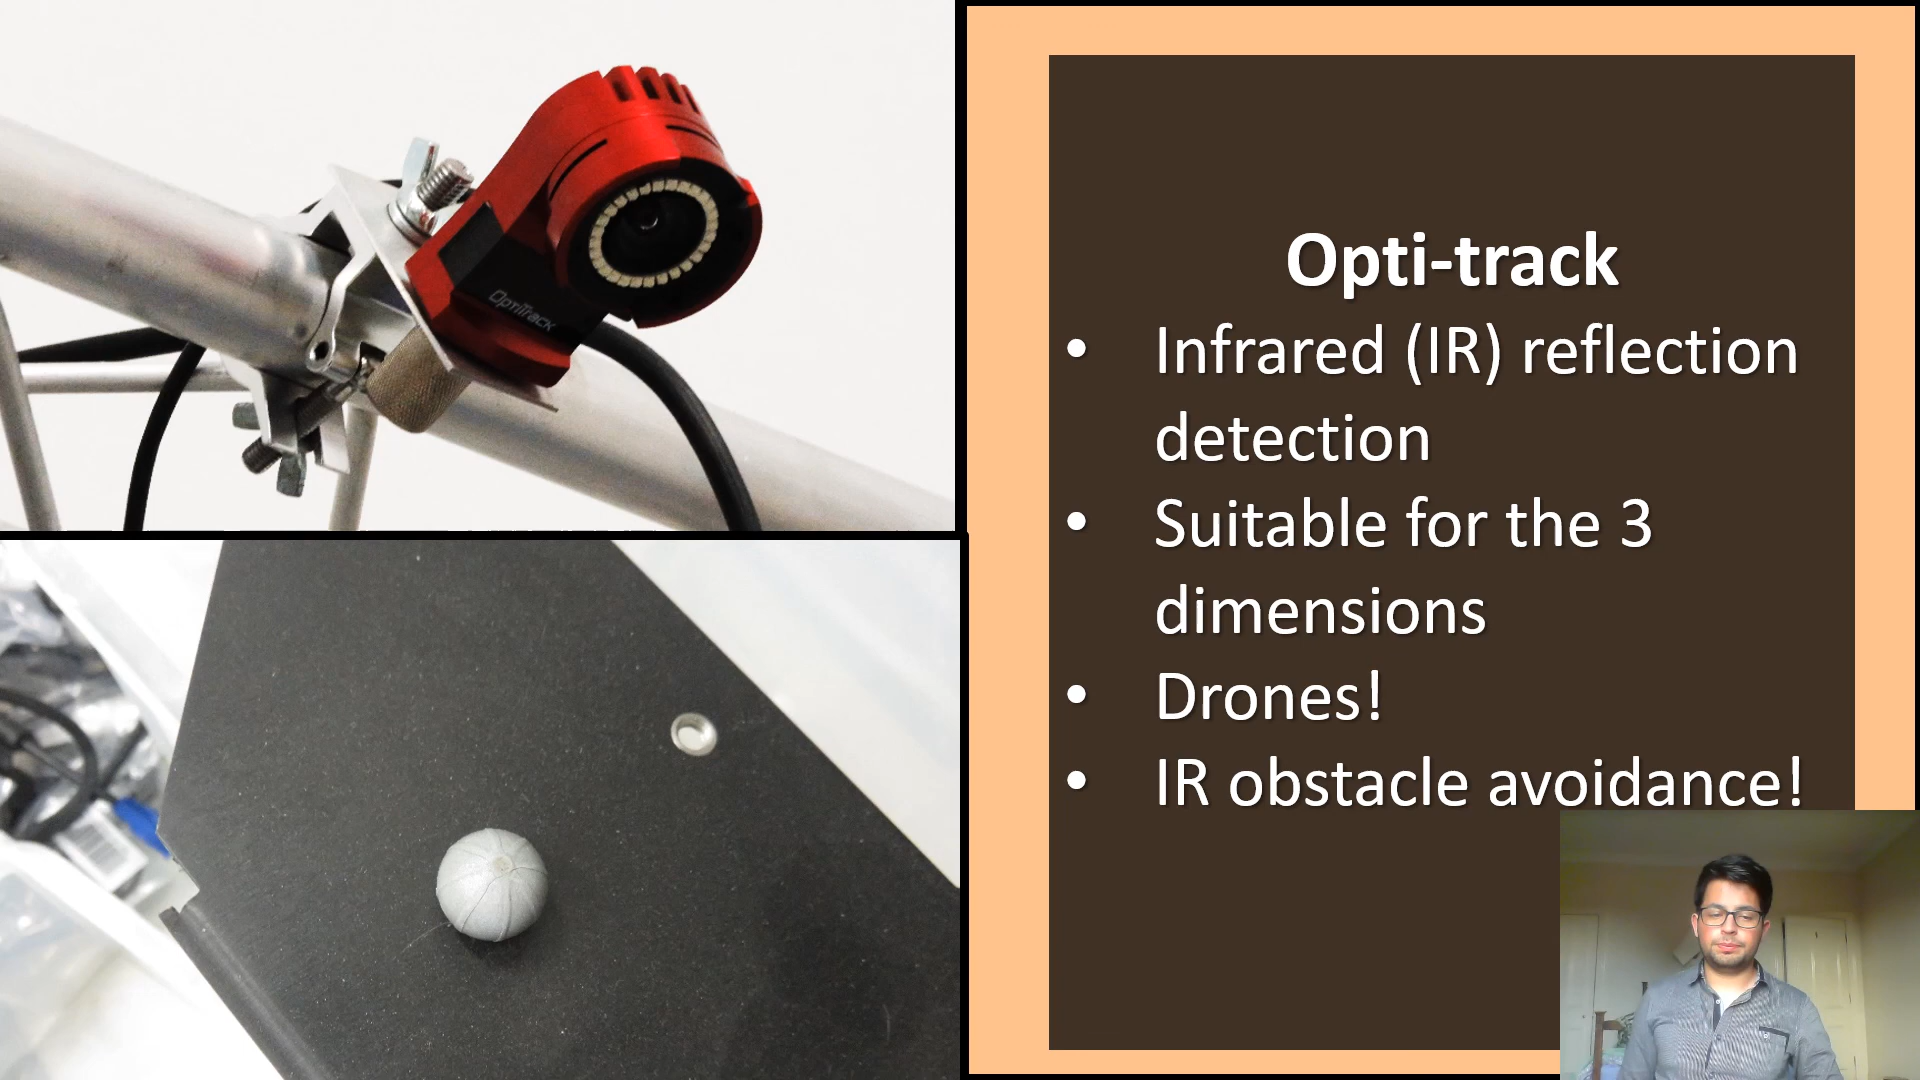 OptiTrack
Opti-track
• Infrared (IR) reflection
detection
• Suitable for the 3
dimensions
• Drones!
• IR obstacle avoidance!